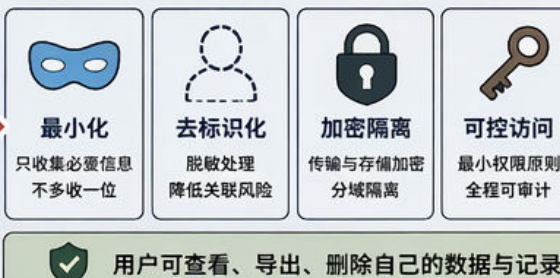 最小化
只收集必要信息
不多收一位
去标识化
脱敏处理
降低关联风险
加密隔离
传输与存储加密
分域隔离
可控访问
最小权限原则
全程可审计
用户可查看、导出、删除自己的数据与记录